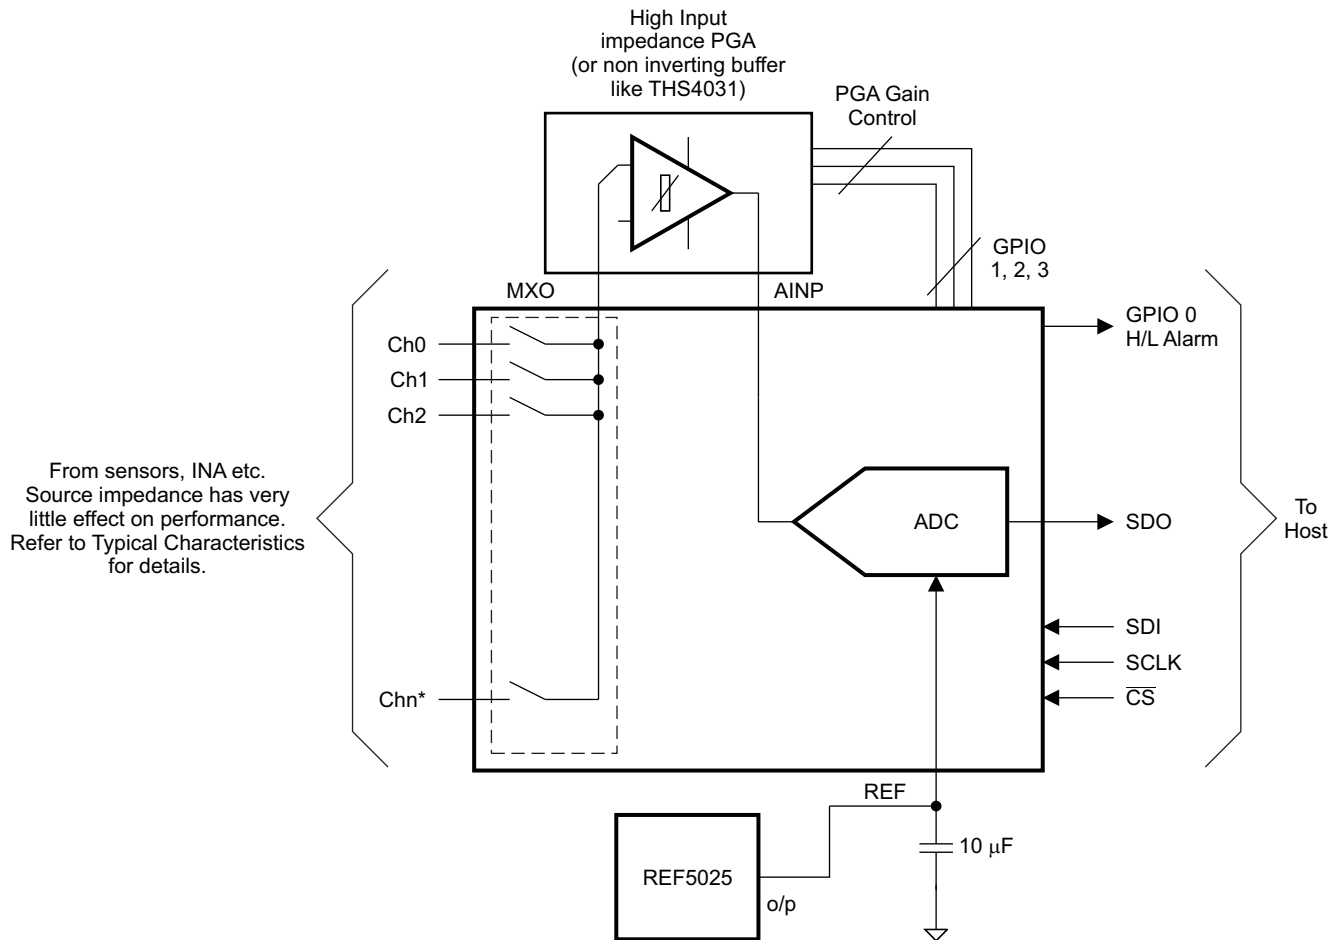 High Input
impedance PGA
(or non inverting buffer
like THS4031)
PGA Gain
Control
GPIO
1, 2, 3
MXO
AINP
GPIO 0
H/L Alarm
Ch0
Ch1
Ch2
From sensors, INA etc.
Source impedance has very
little effect on performance.
Refer to Typical Characteristics
for details.
ADC
SDO
To
Host
SDI
SCLK
Chn*
C̅S̅
REF
10 μF
REF5025
o/p